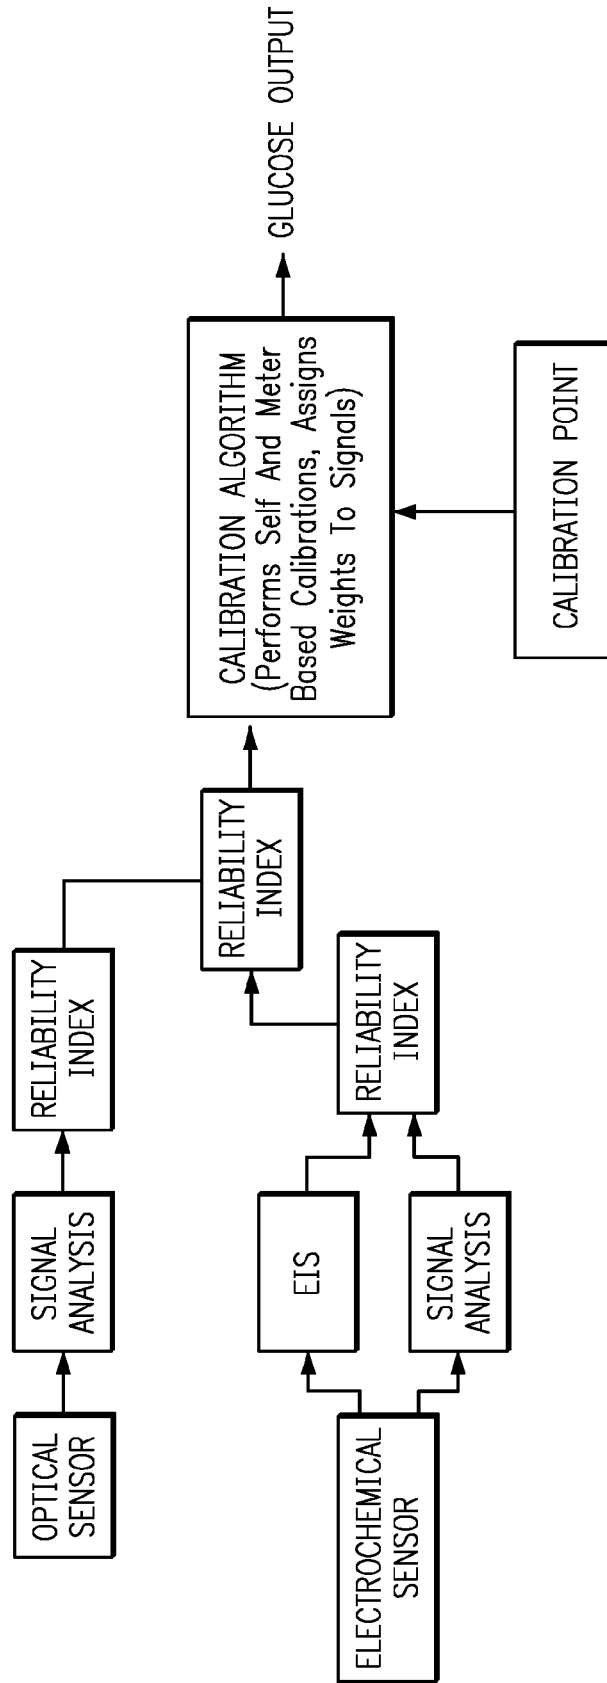 OPTICAL
SENSOR
SIGNAL
ANALYSIS
RELIABILITY
INDEX
ELECTROCHEMICAL
SENSOR
EIS
SIGNAL
ANALYSIS
RELIABILITY
INDEX
RELIABILITY
INDEX
CALIBRATION ALGORITHM
(Performs Self And Meter
Based Calibrations, Assigns
Weights To Signals)
CALIBRATION POINT
GLUCOSE OUTPUT